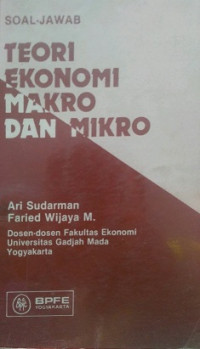 SOAL-JAWAB
TEORI
EKONOMI
MAKRO
DAN MIKRO
Ari Sudarman
Faried Wijaya M.
Dosen-dosen Fakultas Ekonomi
Universitas Gadjah Mada
Yogyakarta
BPFE
YOGYAKARTA